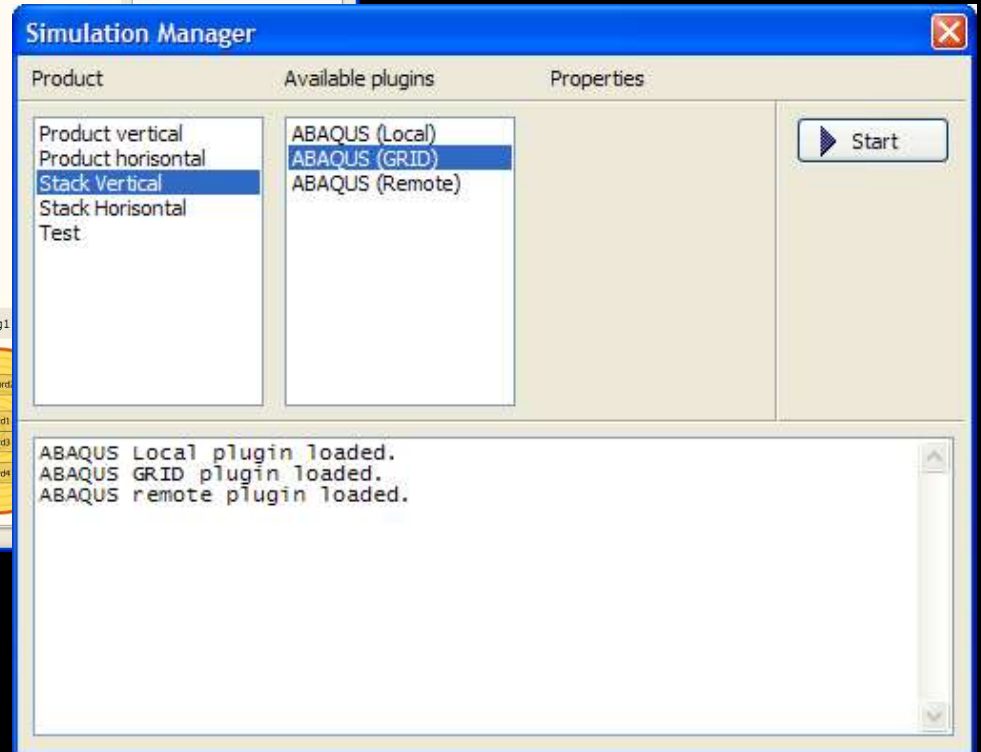 Simulation Manager
Product Available plugins Properties
Product vertical
Product horisontal
Stack Vertical
Stack Horisontal
Test
ABAQUS (Local)
ABAQUS (GRID)
ABAQUS (Remote)
Start
ABAQUS Local plugin loaded.
ABAQUS GRID plugin loaded.
ABAQUS remote plugin loaded.